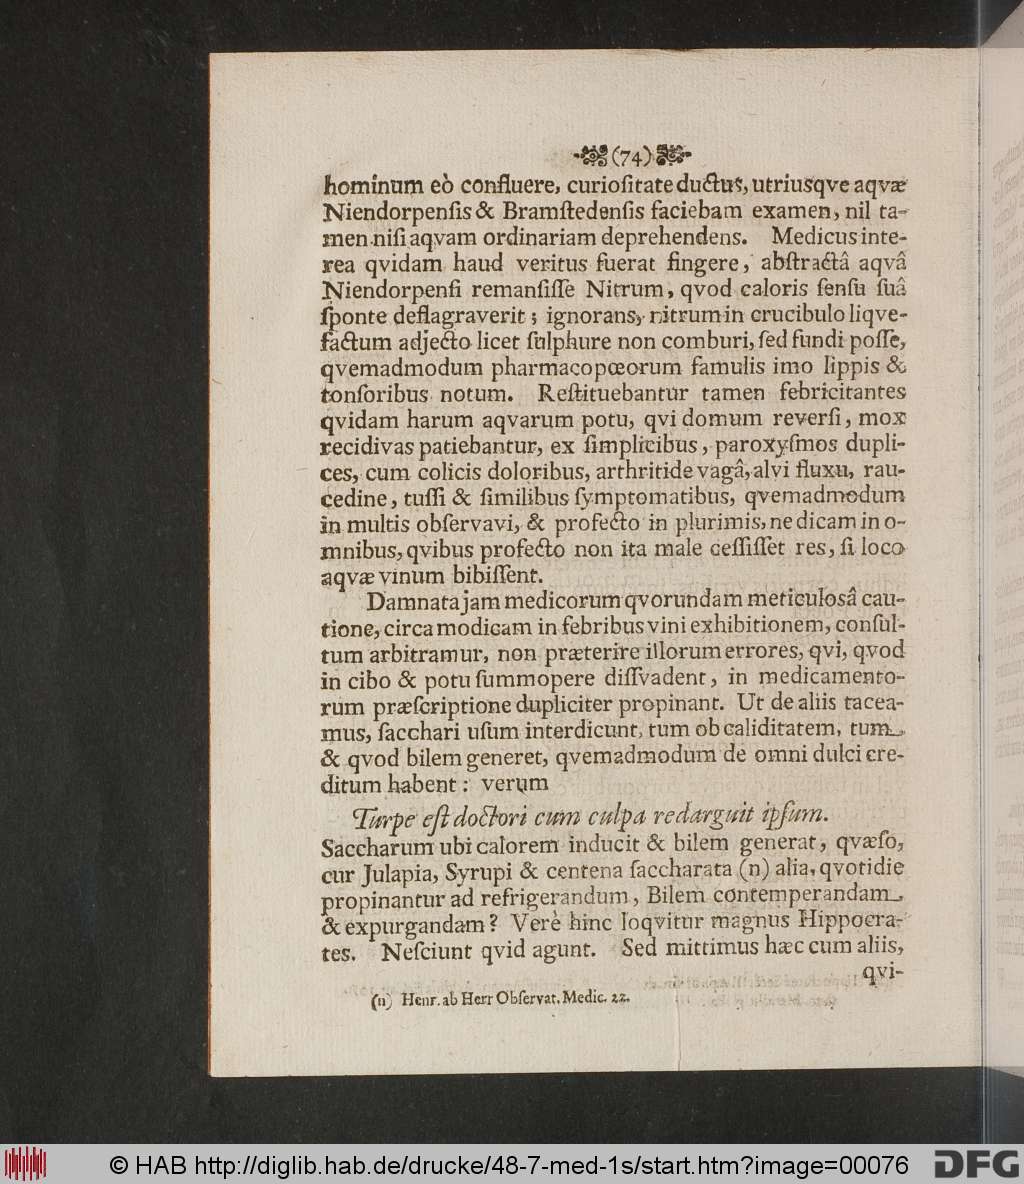 (74)
hominum eò confluere, curioſitate ductus, utriusqve aqvæ
Niendorpenſis & Bramſtedenſis faciebam examen, nil ta-
men niſi aqvam ordinariam deprehendens. Medicus inte-
rea qvidam haud veritus fuerat fingere, abſtractâ aqvâ
Niendorpenſi remanſiſſe Nitrum, qvod caloris ſenſu ſuâ
ſponte deflagraverit; ignorans, nitrum in crucibulo liqve-
factum adjecto licet ſulphure non comburi, ſed fundi poſſe,
qvemadmodum pharmacopœorum famulis imo lippis &
tonſoribus notum. Reſtituebantur tamen febricitantes
qvidam harum aqvarum potu, qvi domum reverſi, mox
recidivas patiebantur, ex ſimplicibus, paroxyſmos dupli-
ces, cum colicis doloribus, arthritide vagâ, alvi fluxu, rau-
cedine, tuſſi & ſimilibus ſymptomatibus, qvemadmodum
in multis obſervavi, & profecto in plurimis, ne dicam in o-
mnibus, qvibus profecto non ita male ceſſiſſet res, ſi loco
aqvæ vinum bibiſſent.
Damnata jam medicorum qvorundam meticulosâ cau-
tione, circa modicam in febribus vini exhibitionem, conſul-
tum arbitramur, non præterire illorum errores, qvi, qvod
in cibo & potu ſummopere diſſvadent, in medicamento-
rum præſcriptione dupliciter propinant. Ut de aliis tacea-
mus, ſacchari uſum interdicunt, tum ob caliditatem, tum
& qvod bilem generet, qvemadmodum de omni dulci cre-
ditum habent: verum
Turpe eſt doctori cum culpa redarguit ipſum.
Saccharum ubi calorem inducit & bilem generat, qvæſo,
cur Julapia, Syrupi & centena ſaccharata (n) alia, qvotidie
propinantur ad refrigerandum, Bilem contemperandam
& expurgandam? Verè hinc loqvitur magnus Hippocra-
tes. Neſciunt qvid agunt. Sed mittimus hæc cum aliis,
qvi-
(n) Henr. ab Herr Obſervat. Medic. 22.
© HAB http://diglib.hab.de/drucke/48-7-med-1s/start.htm?image=00076
DFG